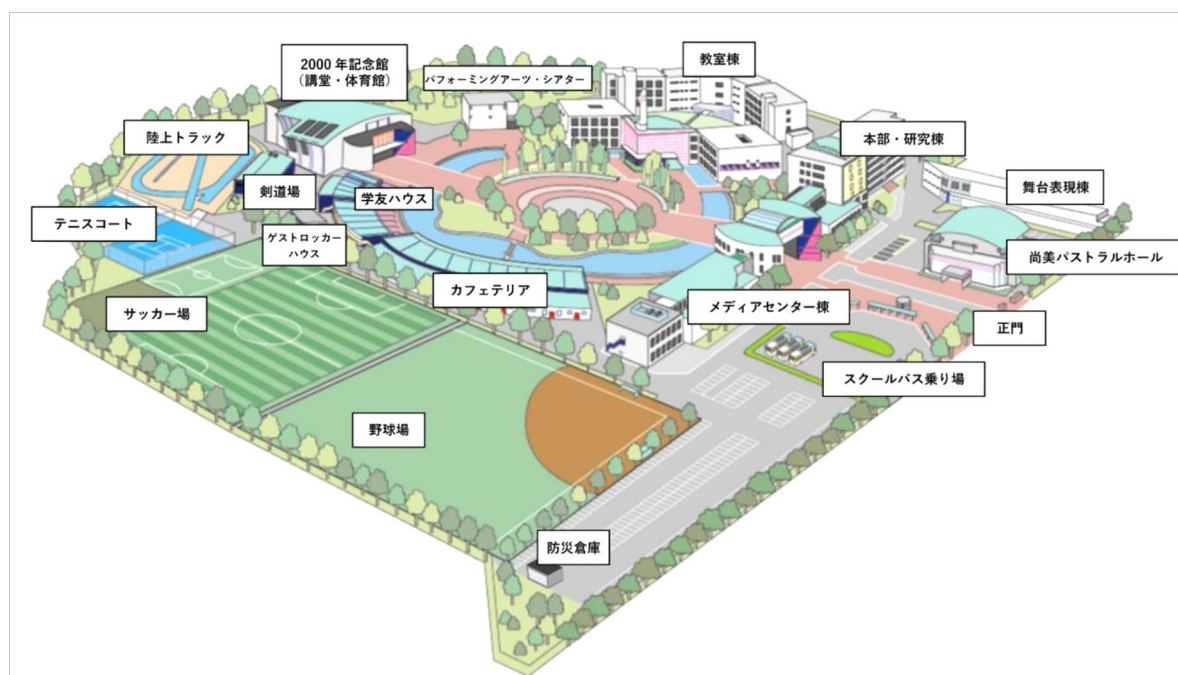 2000年記念館
(講堂・体育館)
パフォーミングアーツ・シアター
教室棟
陸上トラック
本部・研究棟
剣道場
学友ハウス
舞台表現棟
テニスコート
ゲストロッカー
ハウス
尚美パストラルホール
カフェテリア
サッカー場
メディアセンター棟
正門
スクールバス乗り場
野球場
防災倉庫